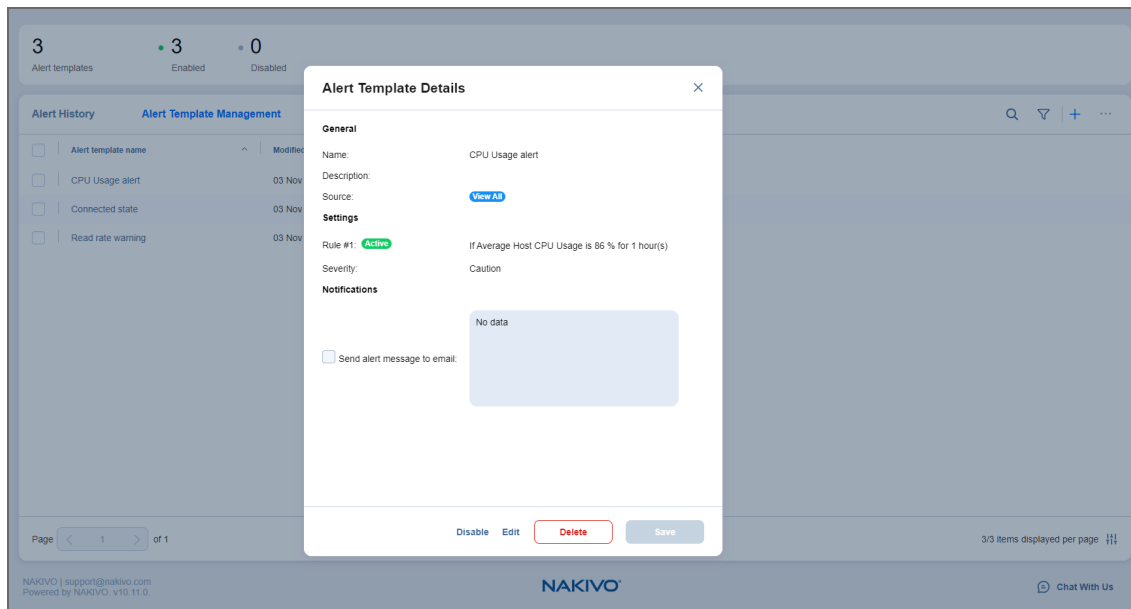 3
3
0
Alert templates
Enabled
Disabled
Alert Template Details
Alert History
Alert Template Management
General
Alert template name
Modified
Name:
CPU Usage alert
Description:
CPU Usage alert
03 Nov
Source:
View All
Connected state
03 Nov
Settings
Read rate warning
03 Nov
Rule #1:
Active
If Average Host CPU Usage is 86 % for 1 hour(s)
Severity:
Caution
Notifications
No data
Send alert message to email:
Disable
Edit
Delete
Save
Page
1
of 1
3/3 items displayed per page
NAKIVO | support@nakivo.com
Powered by NAKIVO. v10.11.0.
NAKIVO
Chat With Us